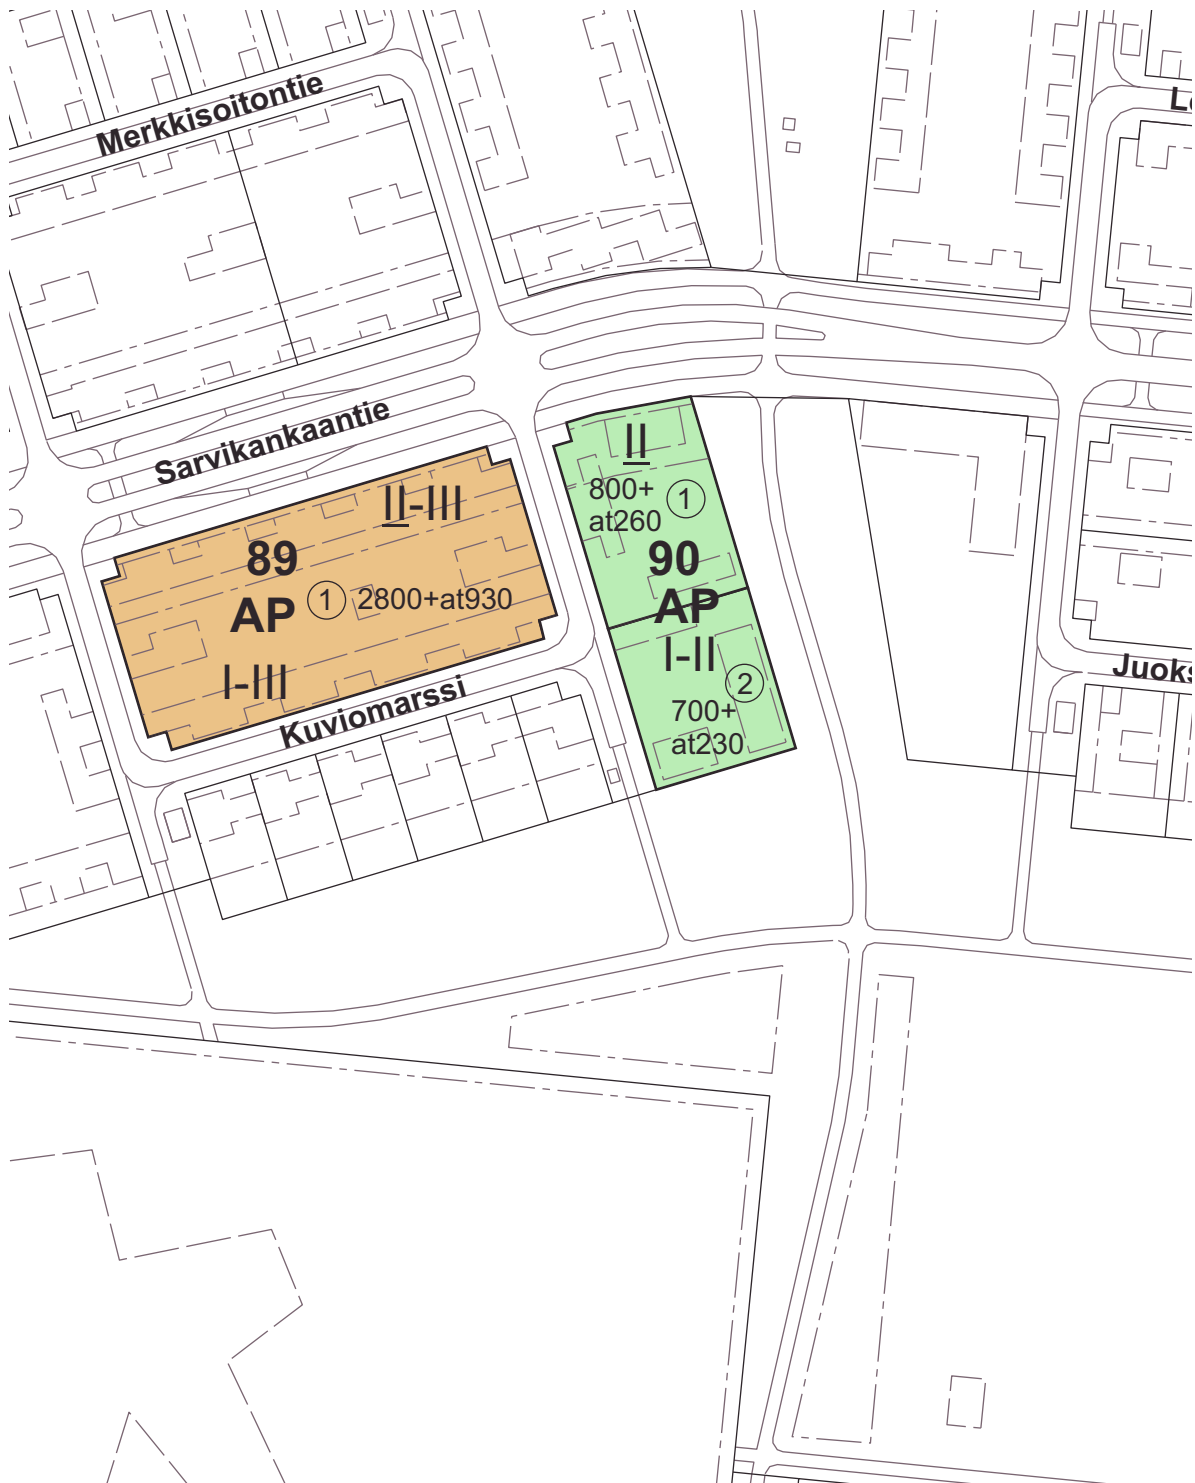 Merkkisoitontie
Sarvikankaantie
II-III
89
AP
1
2800+at930
I-III
Kuviomarssi
II
800+
at260
1
90
AP
I-II
2
700+
at230
Juoks